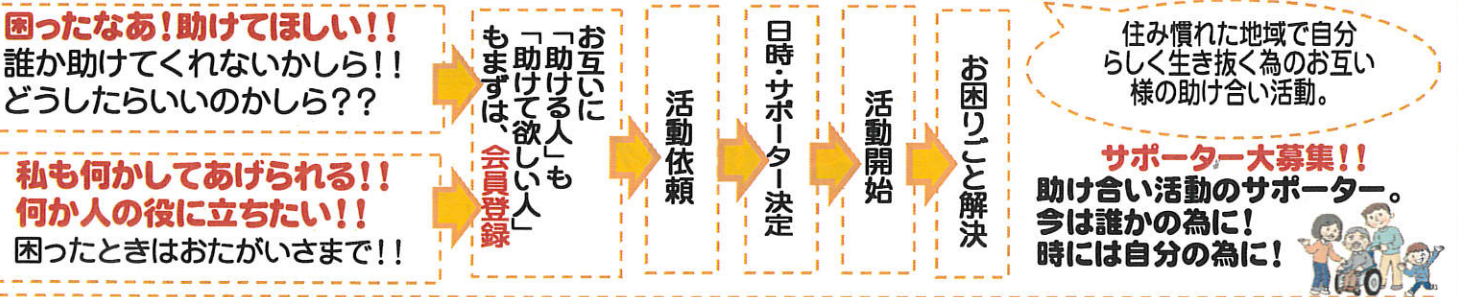 困ったなあ!助けてほしい!!
誰か助けてくれないかしら!!
どうしたらいいのかしら??
私も何かしてあげられる!!
何か人の役に立ちたい!!
困ったときはおたがいさまで!!
お互いに
「助ける人」も
「助けて欲しい人」
もまずは、会員登録
活動依頼
日時・サポーター決定
活動開始
お困りごと解決
住み慣れた地域で自分
らしく生き抜く為のお互い
様の助け合い活動。
サポーター大募集!!
助け合い活動のサポーター。
今は誰かの為に!
時には自分の為に!